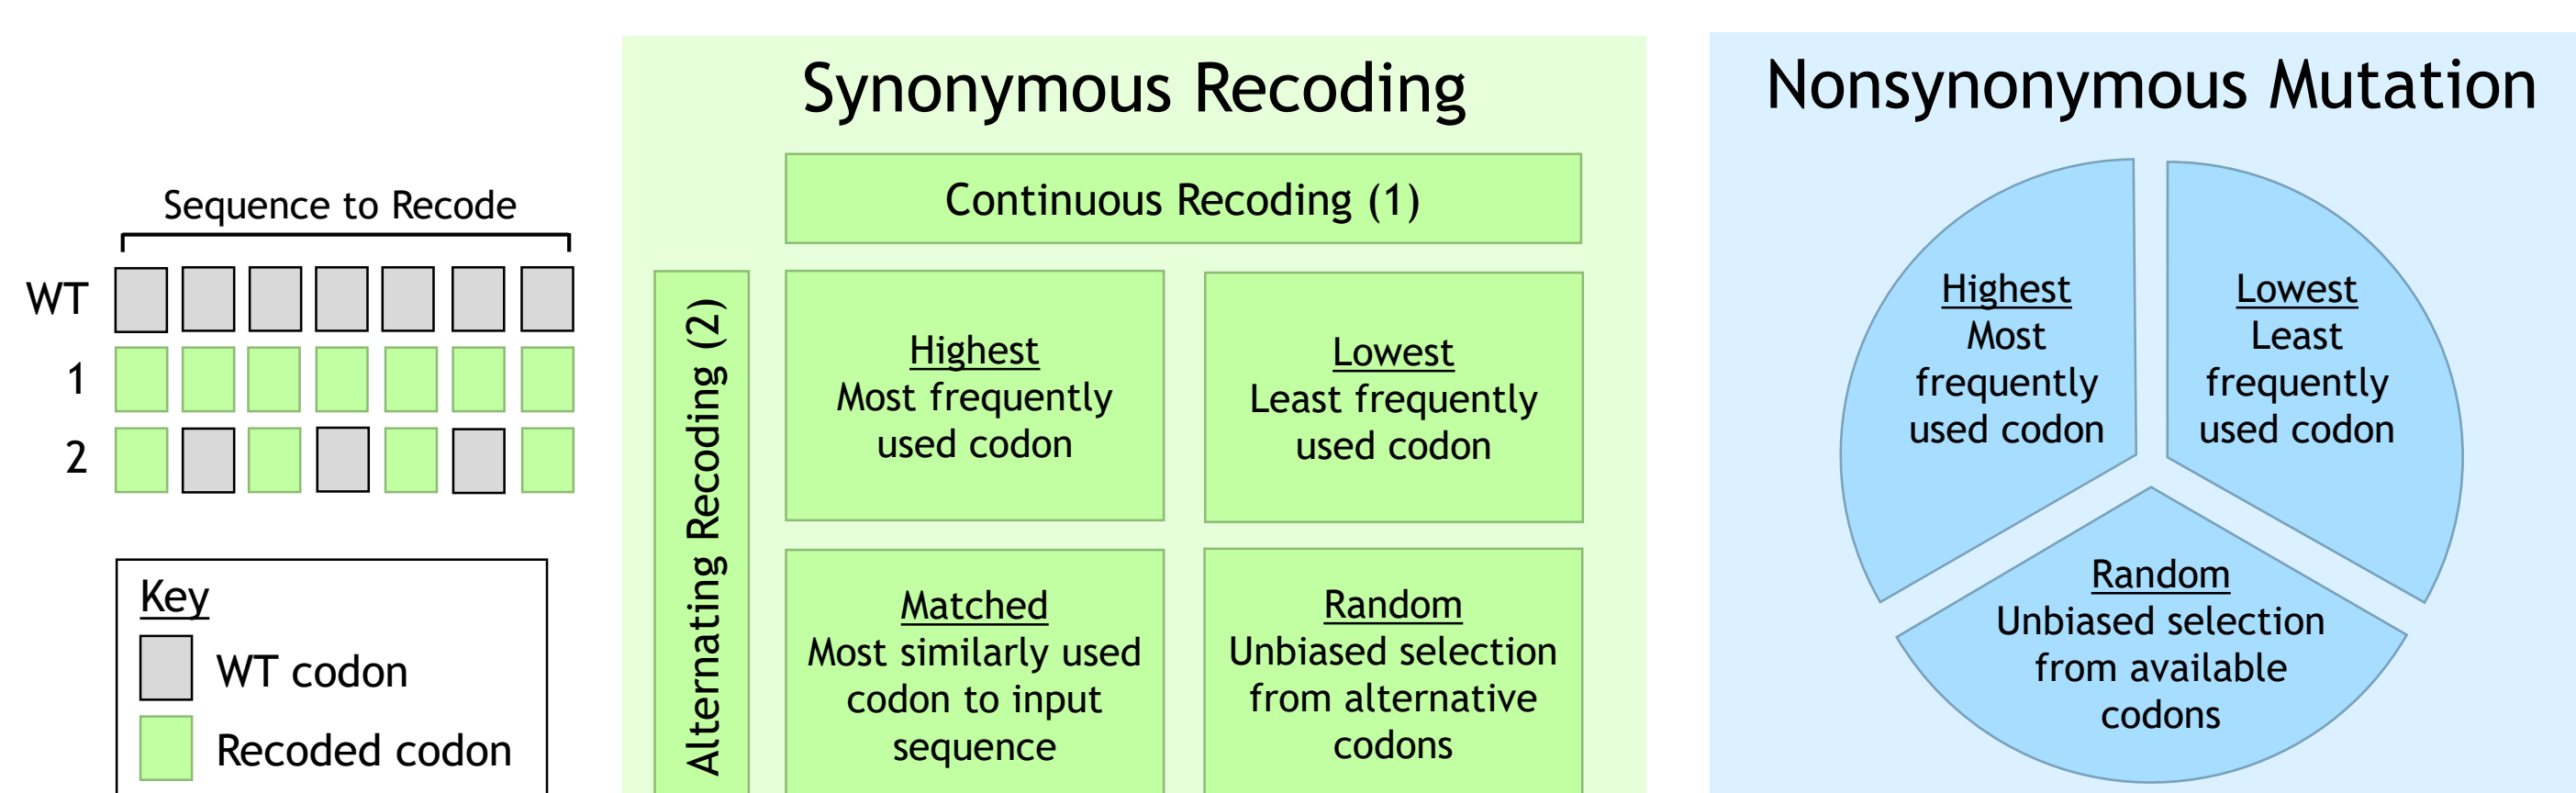 Sequence to Recode
WT
1
2
Key
WT codon
Recoded codon
Synonymous Recoding
Continuous Recoding (1)
Alternating Recoding (2)
Highest
Most frequently
used codon
Lowest
Least frequently
used codon
Matched
Most similarly used
codon to input
sequence
Random
Unbiased selection
from alternative
codons
Nonsynonymous Mutation
Highest
Most
frequently
used codon
Lowest
Least
frequently
used codon
Random
Unbiased selection
from available
codons